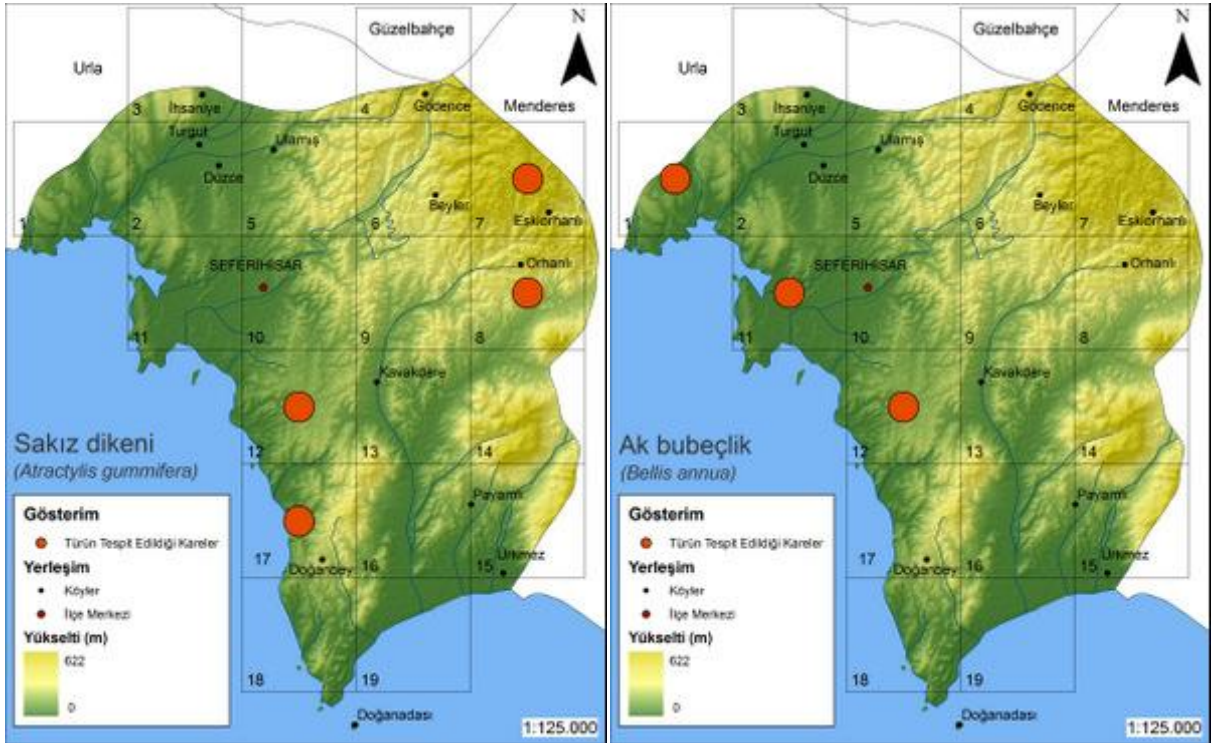 Güzelbahçe
N
Urla
3
4
Menderes
İhsaniye
Gödence
Turgut
Ulamış
Düzce
Beyler
Eskiorhanlı
1
2
5
6
7
SEFERİHİSAR
Orhanlı
11
10
9
8
Kavakdere
Sakız dikeni
(Atractylis gummifera)
12
13
14
Payamlı
Gösterim
Türün Tespit Edildiği Kareler
Yerleşim
Köyler
İlçe Merkezi
Yükselti (m)
622
0
17
Doğanbey
16
15
Ürkmez
18
19
Doğanadası
1:125.000
Güzelbahçe
N
Urla
3
4
Menderes
İhsaniye
Gödence
Turgut
Ulamış
Düzce
Beyler
Eskiorhanlı
1
2
5
6
7
SEFERİHİSAR
Orhanlı
11
10
9
8
Kavakdere
Ak bubeçlik
(Bellis annua)
12
13
14
Payamlı
Gösterim
Türün Tespit Edildiği Kareler
Yerleşim
Köyler
İlçe Merkezi
Yükselti (m)
622
0
17
Doğanbey
16
15
Ürkmez
18
19
Doğanadası
1:125.000